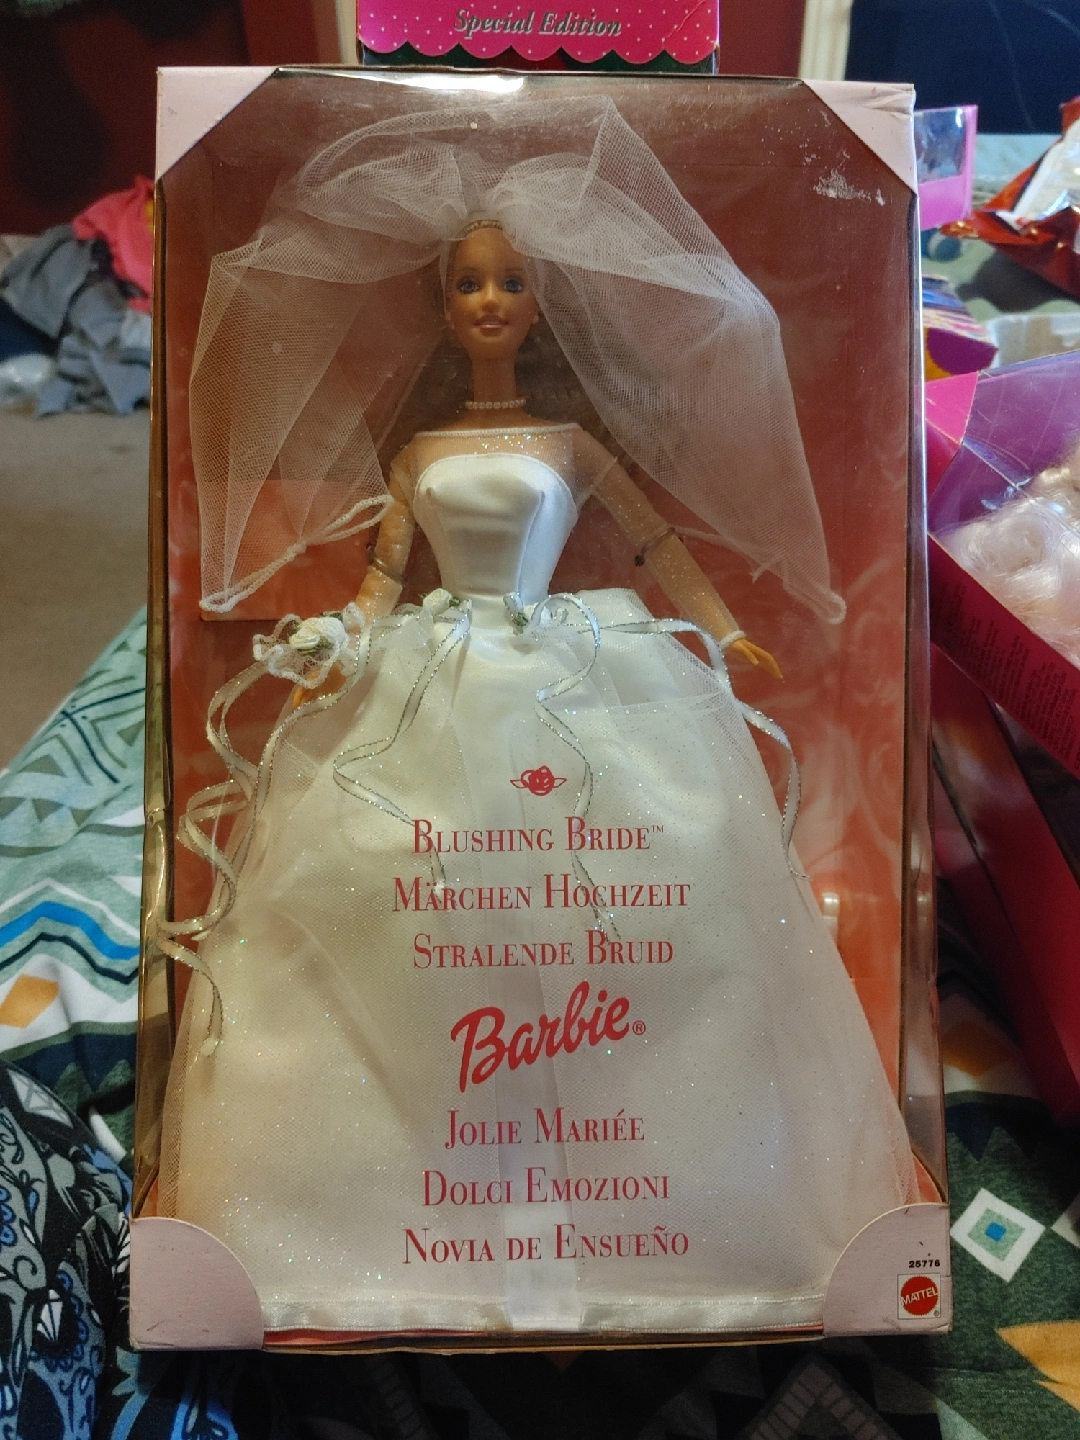 Special Edition
BLUSHING BRIDE™
MÄRCHEN HOCHZEIT
STRALENDE BRUID
Barbie®
JOLIE MARIÉE
DOLCI EMOZIONI
NOVIA DE ENSUEÑO
25776
MATTEL®